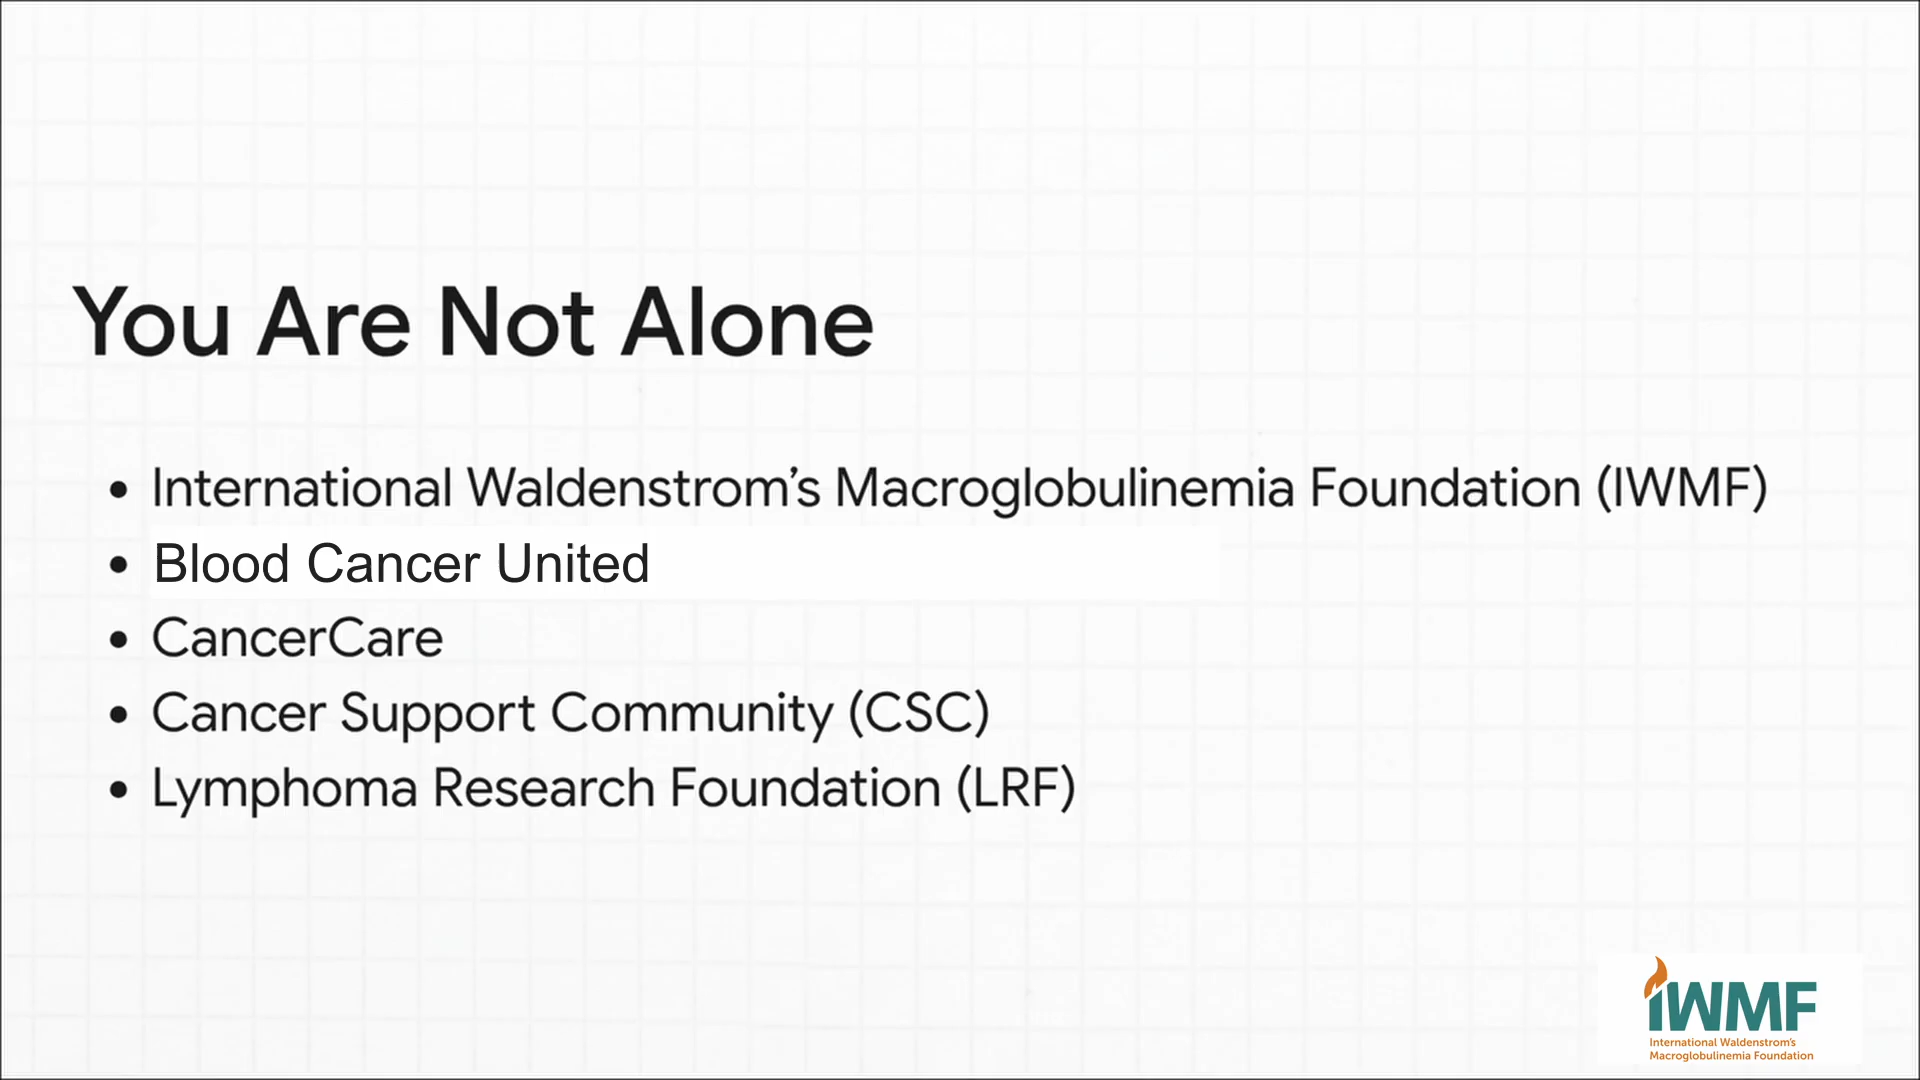 You Are Not Alone
• International Waldenstrom’s Macroglobulinemia Foundation (IWMF)
• Blood Cancer United
• CancerCare
• Cancer Support Community (CSC)
• Lymphoma Research Foundation (LRF)
IWMF
International Waldenstrom's
Macroglobulinemia Foundation